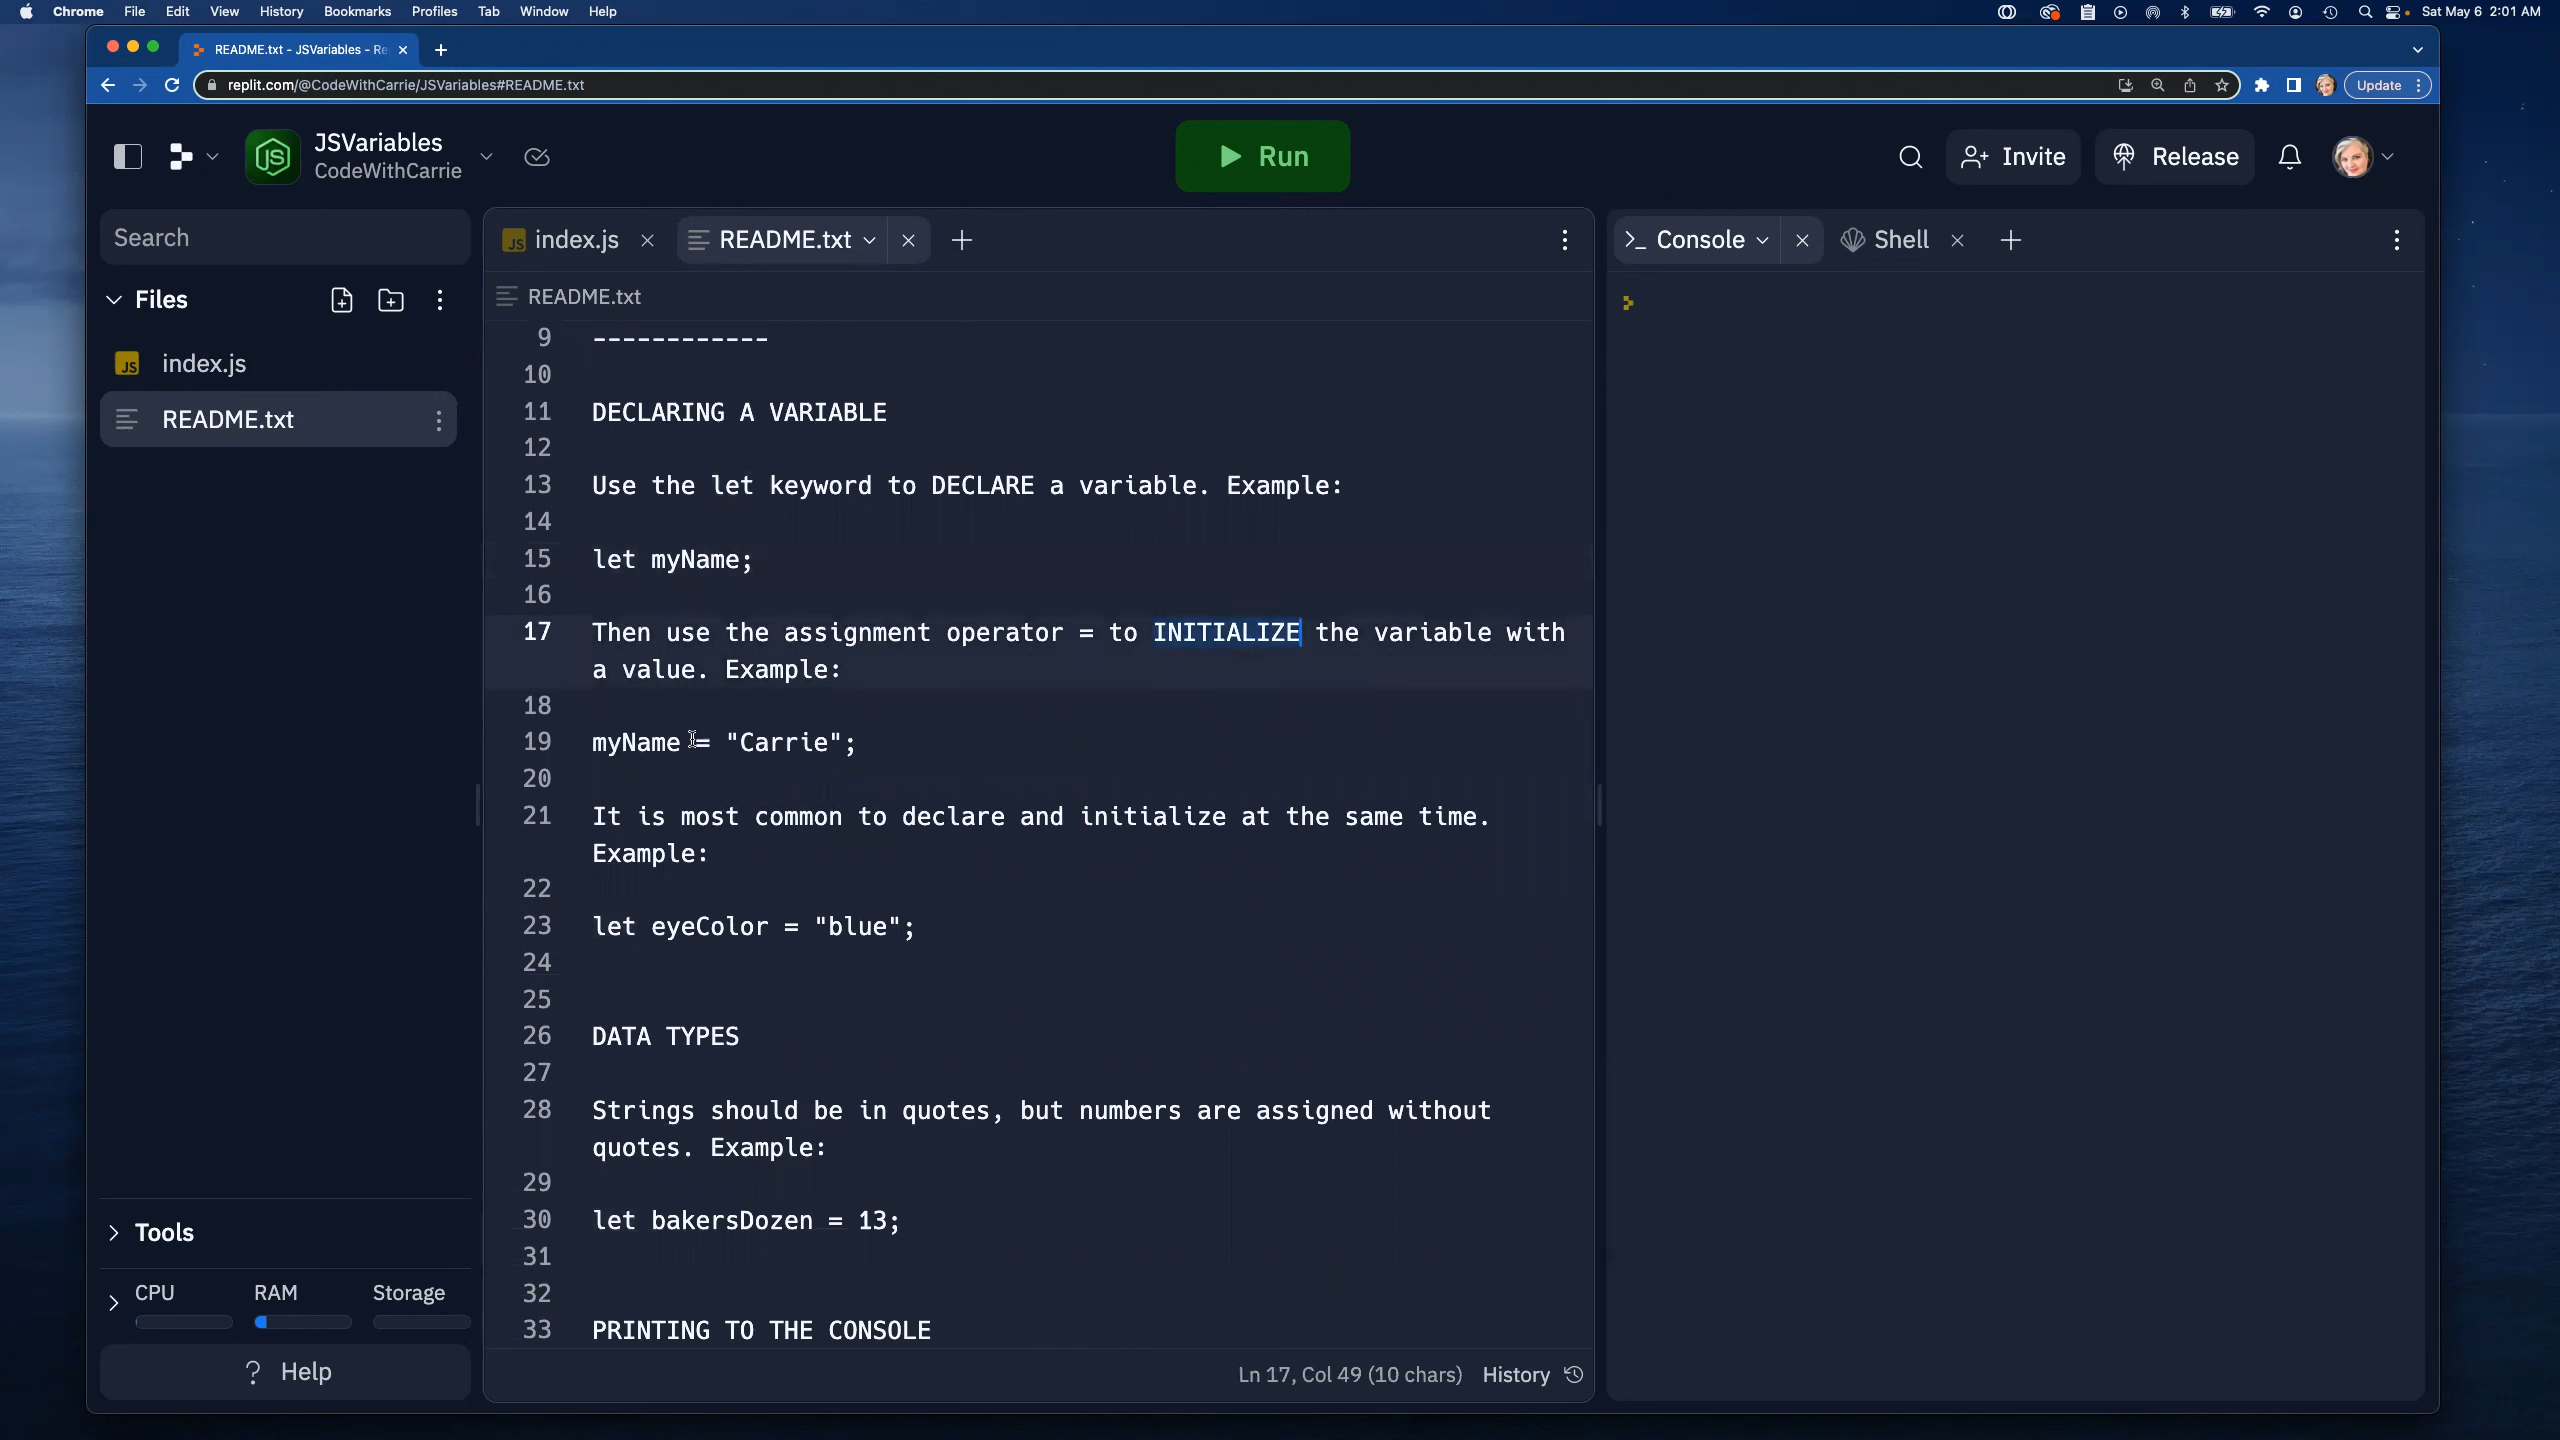 Chrome File Edit View History Bookmarks Profiles Tab Window Help Sat May 6 2:01 AM
README.txt - JSVariables - Re
replit.com/@CodeWithCarrie/JSVariables#README.txt Update
JSVariables
CodeWithCarrie
Run
Invite
Release
Search
Files
JS index.js
README.txt
JS index.js README.txt
README.txt
9 ------------
10
11 DECLARING A VARIABLE
12
13 Use the let keyword to DECLARE a variable. Example:
14
15 let myName;
16
17 Then use the assignment operator = to INITIALIZE the variable with
a value. Example:
18
19 myName = "Carrie";
20
21 It is most common to declare and initialize at the same time.
Example:
22
23 let eyeColor = "blue";
24
25
26 DATA TYPES
27
28 Strings should be in quotes, but numbers are assigned without
quotes. Example:
29
30 let bakersDozen = 13;
31
32
33 PRINTING TO THE CONSOLE
Ln 17, Col 49 (10 chars) History
Console Shell
Tools
CPU RAM Storage
? Help